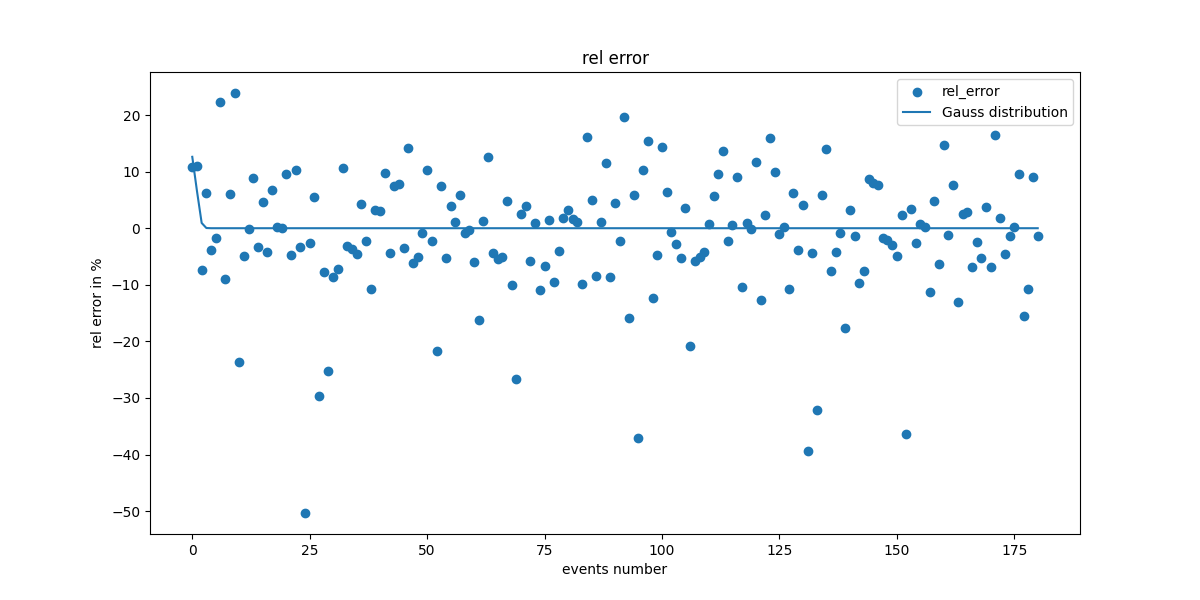 rel error
rel_error
Gauss distribution
rel error in %
20
10
0
−10
−20
−30
−40
−50
0 25 50 75 100 125 150 175
events number